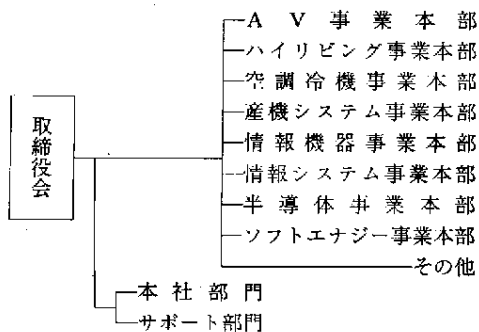 取締役会
AV事業本部
ハイリビング事業本部
空調冷機事業本部
産機システム事業本部
情報機器事業本部
情報システム事業本部
半導体事業本部
ソフトエナジー事業本部
その他
本社部門
サポート部門